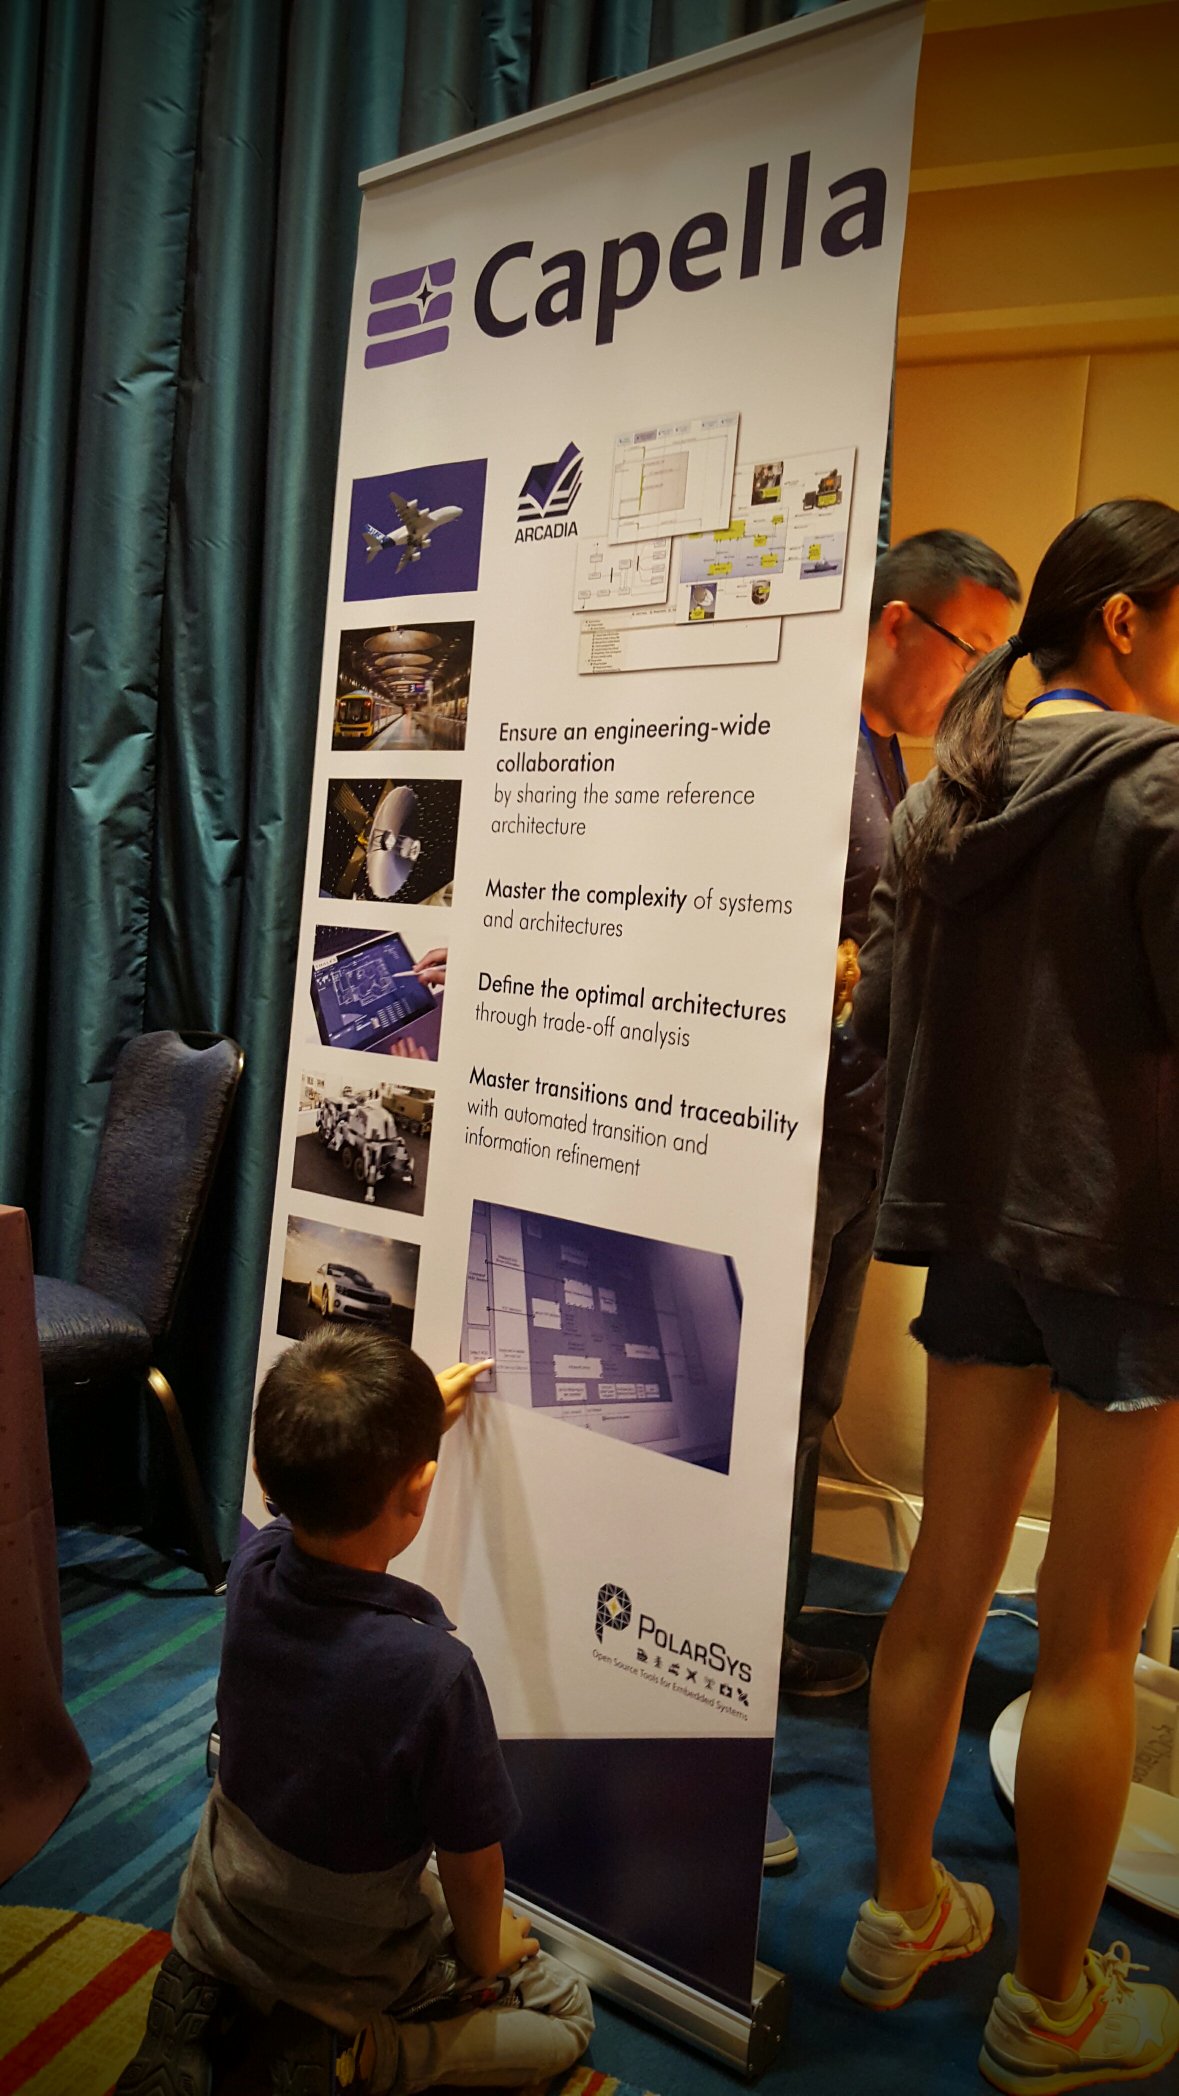 Capella
ARCADIA
Ensure an engineering-wide
collaboration
by sharing the same reference
architecture
Master the complexity of systems
and architectures
Define the optimal architectures
through trade-off analysis
Master transitions and traceability
with automated transition and
information refinement
POLARSYS
Open Source Tools for Embedded Systems